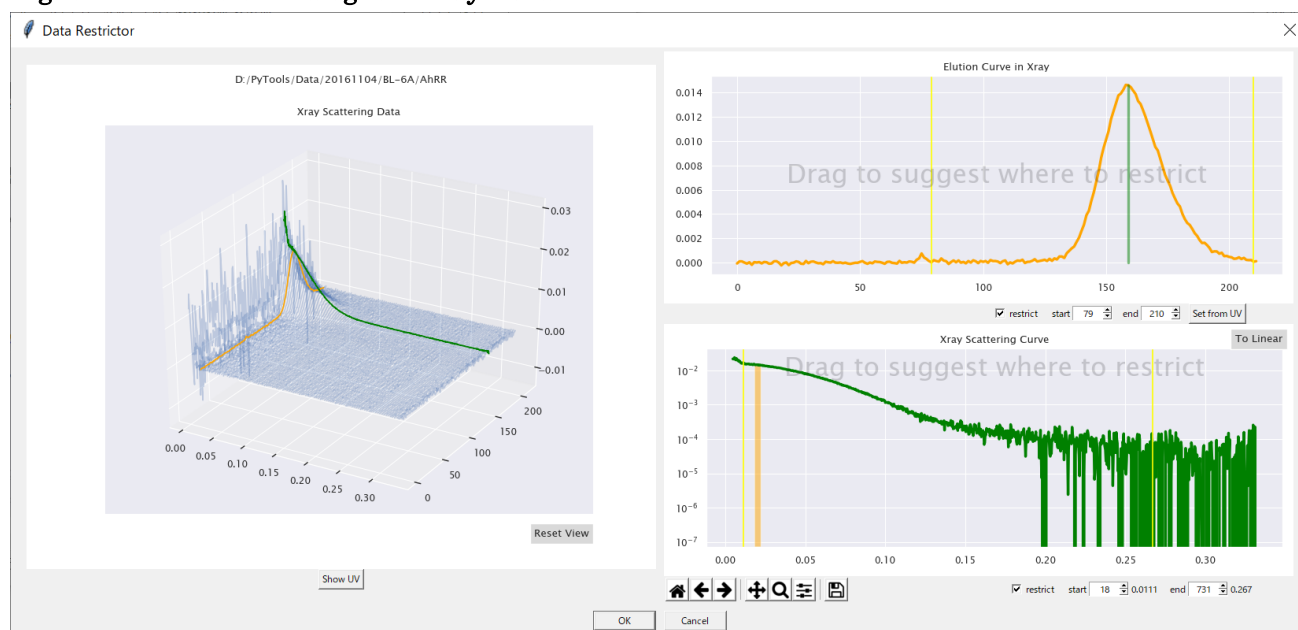 Data Restrictor
D:/PyTools/Data/20161104/BL-6A/AhRR
Xray Scattering Data
0.03
0.02
0.01
0.00
-0.01
0.00 0.05 0.10 0.15 0.20 0.25 0.30
0 50 100 150 200
Reset View
Show UV
Elution Curve in Xray
Drag to suggest where to restrict
0.014
0.012
0.010
0.008
0.006
0.004
0.002
0.000
0 50 100 150 200
restrict start 79 end 210 Set from UV
Xray Scattering Curve
To Linear
Drag to suggest where to restrict
10⁻²
10⁻³
10⁻⁴
10⁻⁵
10⁻⁶
10⁻⁷
0.00 0.05 0.10 0.15 0.20 0.25 0.30
restrict start 18 0.0111 end 731 0.267
OK Cancel